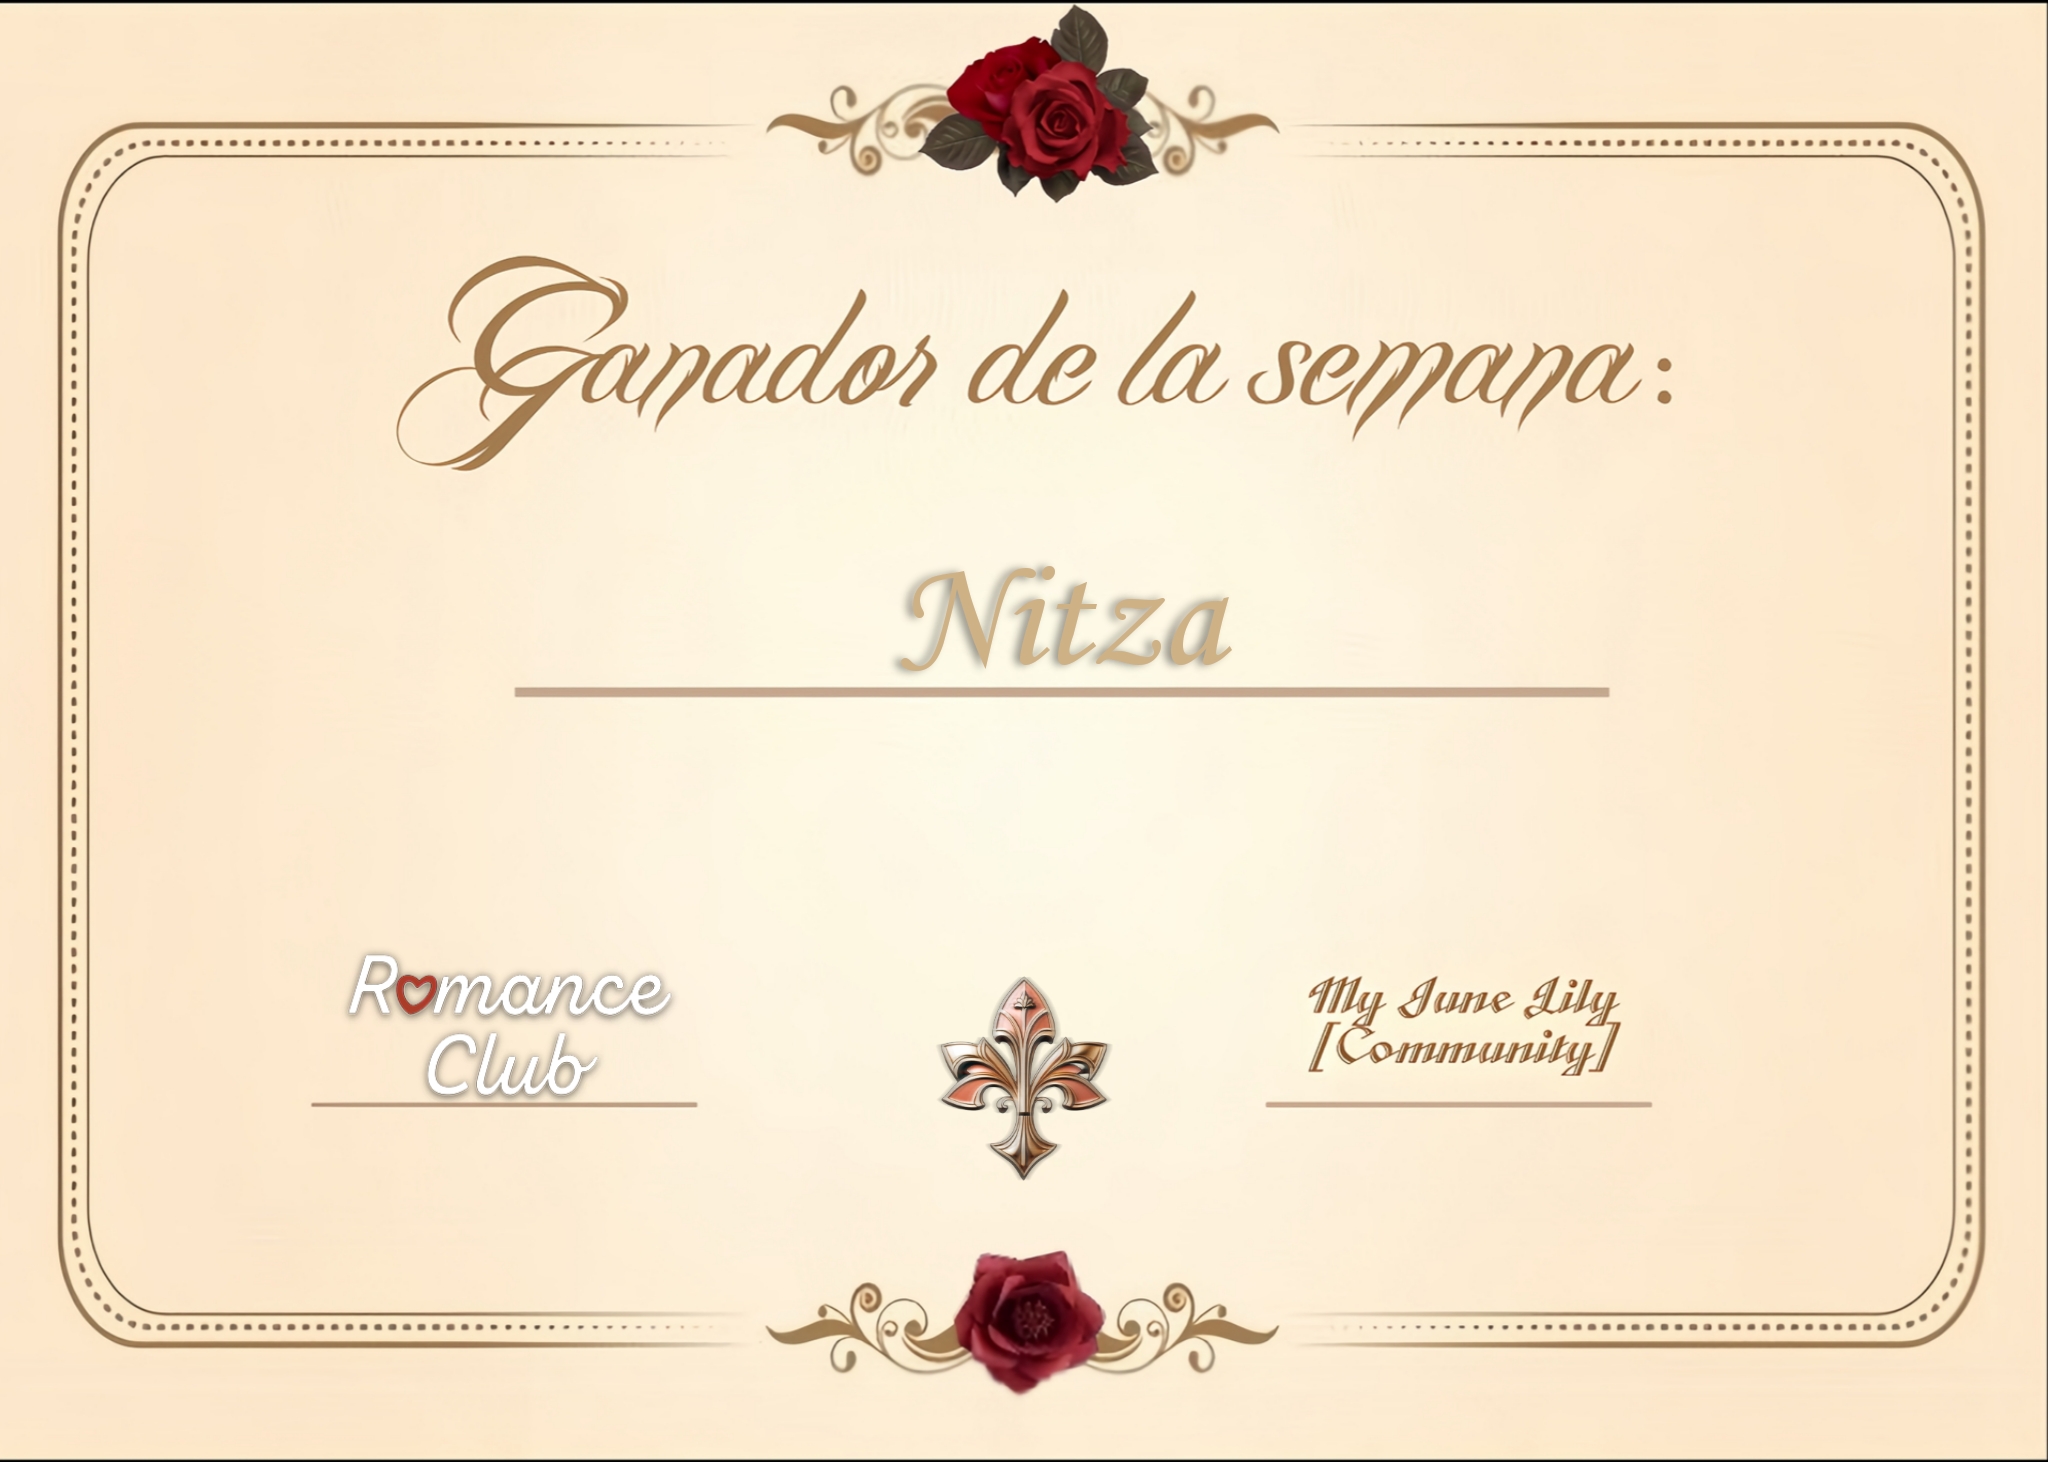 Ganador de la semana:
Nitza
Romance
Club
My June Lily
[Community]